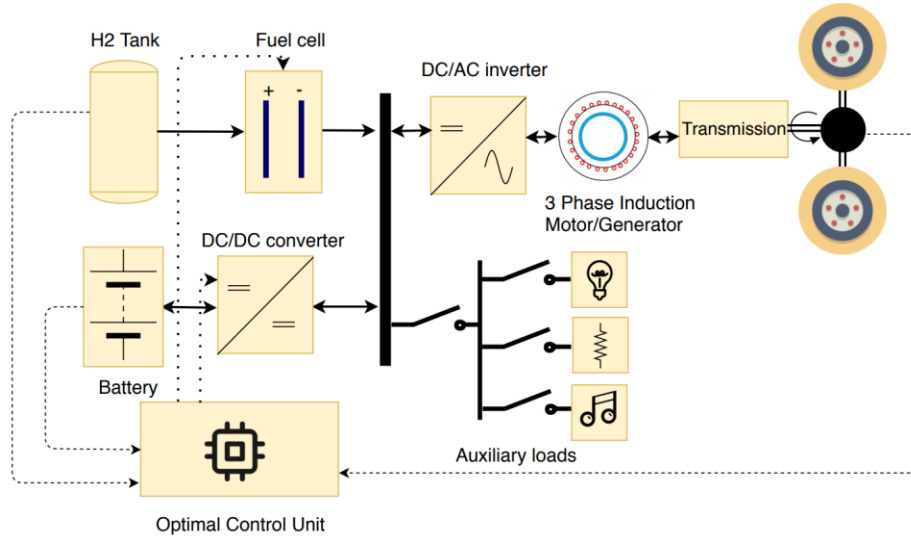 H2 Tank
Fuel cell
+ -
DC/AC inverter
Transmission
3 Phase Induction
Motor/Generator
DC/DC converter
Battery
Auxiliary loads
Optimal Control Unit